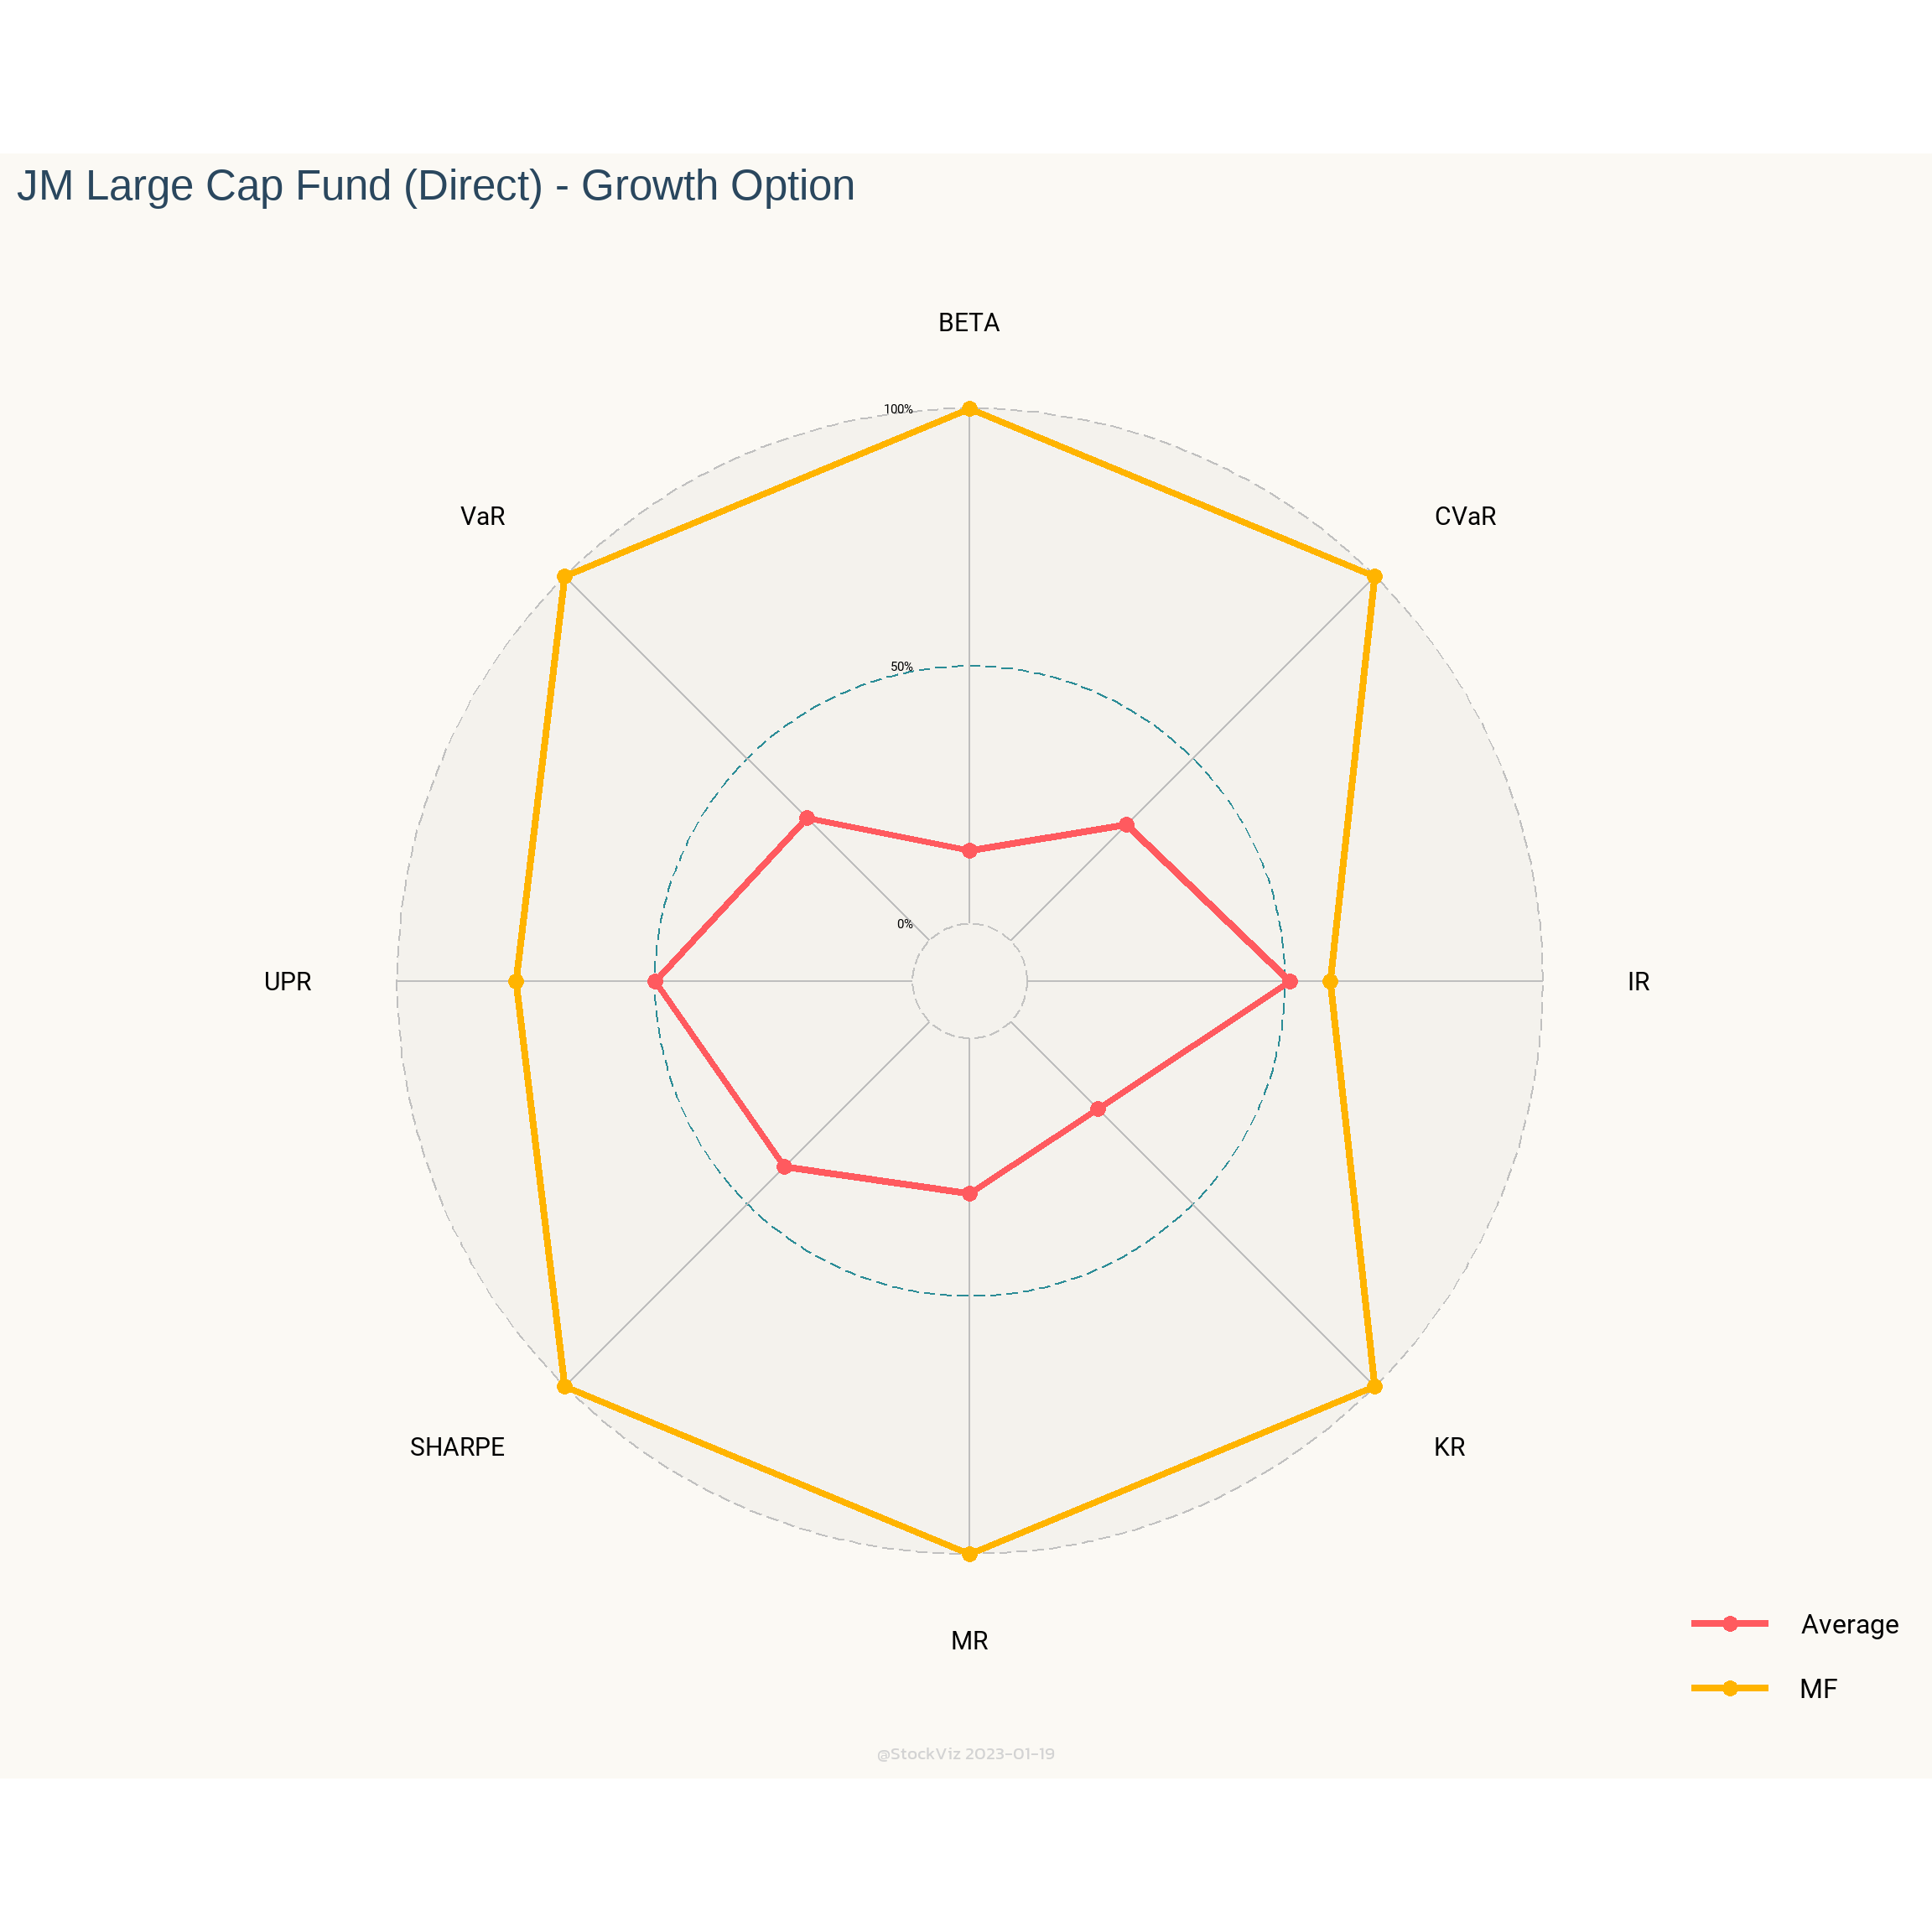 JM Large Cap Fund (Direct) - Growth Option
BETA
100%
VaR
CVaR
50%
0%
UPR
IR
SHARPE
KR
MR
Average
MF
@StockViz 2023-01-19